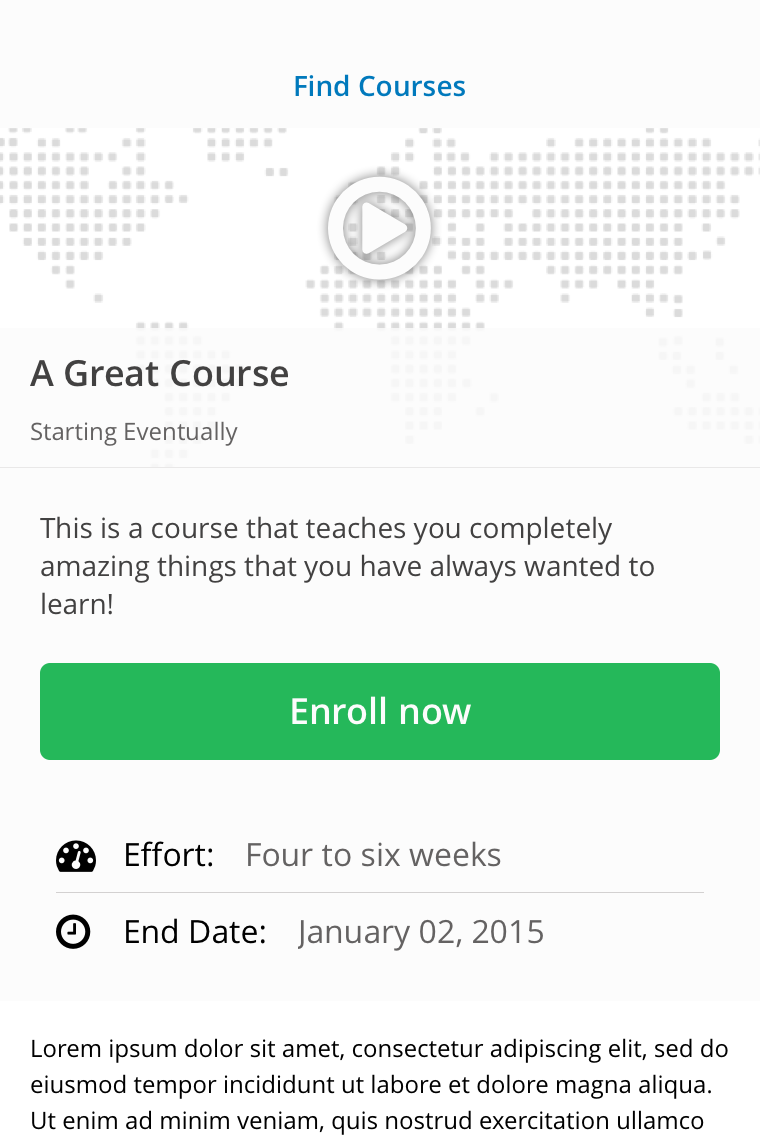 Find Courses
A Great Course
Starting Eventually
This is a course that teaches you completely
amazing things that you have always wanted to
learn!
Enroll now
Effort: Four to six weeks
End Date: January 02, 2015
Lorem ipsum dolor sit amet, consectetur adipiscing elit, sed do
eiusmod tempor incididunt ut labore et dolore magna aliqua.
Ut enim ad minim veniam, quis nostrud exercitation ullamco